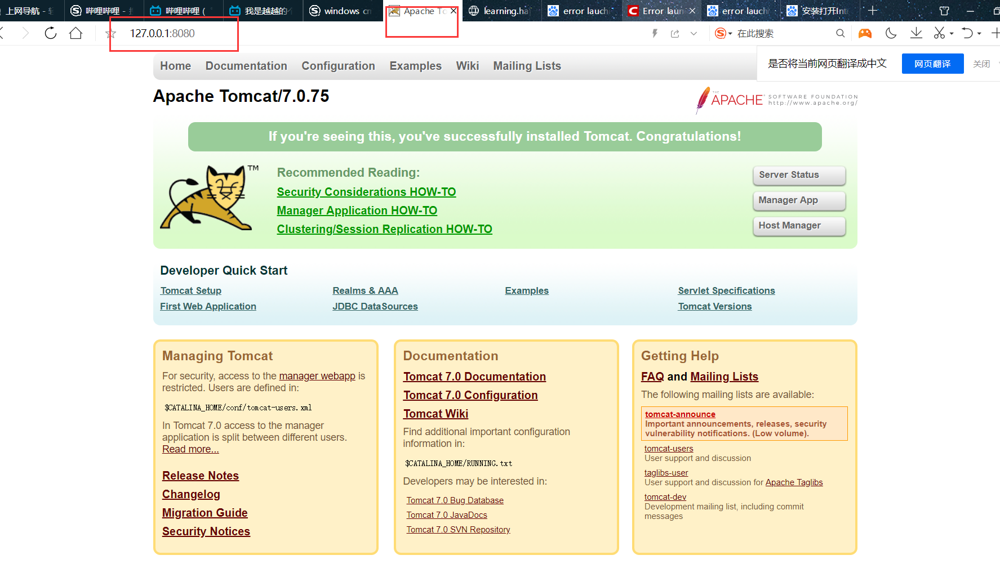 上网导航 - 
哔哩哔哩 - 
哔哩哔哩 (
我是越越的
windows cm
Apache To
learning.ha
error lauch
Error laun
error lauch
安装打开Inte
127.0.0.1:8080
在此搜索
Home Documentation Configuration Examples Wiki Mailing Lists
是否将当前网页翻译成中文 网页翻译 关闭
Apache Tomcat/7.0.75
THE APACHE SOFTWARE FOUNDATION
http://www.apache.org/
If you're seeing this, you've successfully installed Tomcat. Congratulations!
TM
Recommended Reading:
Security Considerations HOW-TO
Manager Application HOW-TO
Clustering/Session Replication HOW-TO
Server Status
Manager App
Host Manager
Developer Quick Start
Tomcat Setup
First Web Application
Realms & AAA
JDBC DataSources
Examples
Servlet Specifications
Tomcat Versions
Managing Tomcat
For security, access to the manager webapp is
restricted. Users are defined in:
$CATALINA_HOME/conf/tomcat-users.xml
In Tomcat 7.0 access to the manager
application is split between different users.
Read more...
Release Notes
Changelog
Migration Guide
Security Notices
Documentation
Tomcat 7.0 Documentation
Tomcat 7.0 Configuration
Tomcat Wiki
Find additional important configuration
information in:
$CATALINA_HOME/RUNNING.txt
Developers may be interested in:
Tomcat 7.0 Bug Database
Tomcat 7.0 JavaDocs
Tomcat 7.0 SVN Repository
Getting Help
FAQ and Mailing Lists
The following mailing lists are available:
tomcat-announce
Important announcements, releases, security
vulnerability notifications. (Low volume).
tomcat-users
User support and discussion
taglibs-user
User support and discussion for Apache Taglibs
tomcat-dev
Development mailing list, including commit
messages